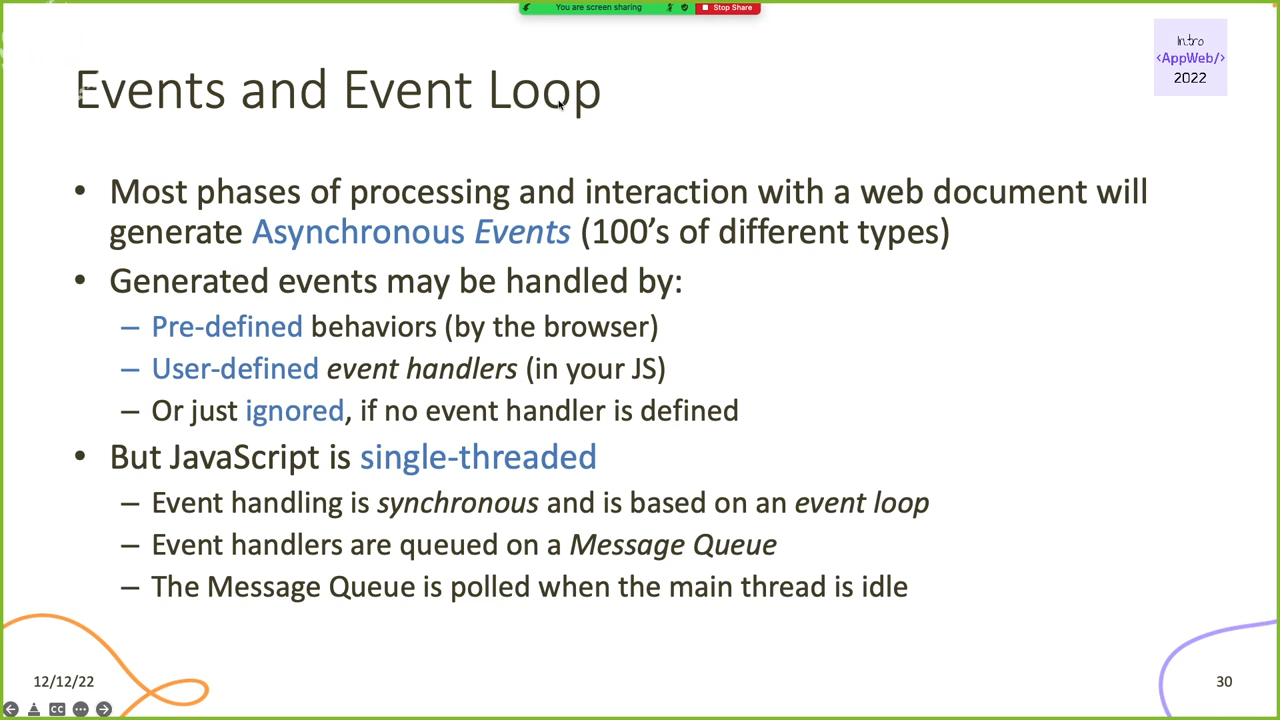 You are screen sharing
Stop Share
Intro
<AppWeb/>
2022
Events and Event Loop
• Most phases of processing and interaction with a web document will
generate Asynchronous Events (100’s of different types)
• Generated events may be handled by:
– Pre-defined behaviors (by the browser)
– User-defined event handlers (in your JS)
– Or just ignored, if no event handler is defined
• But JavaScript is single-threaded
– Event handling is synchronous and is based on an event loop
– Event handlers are queued on a Message Queue
– The Message Queue is polled when the main thread is idle
12/12/22
30
CC